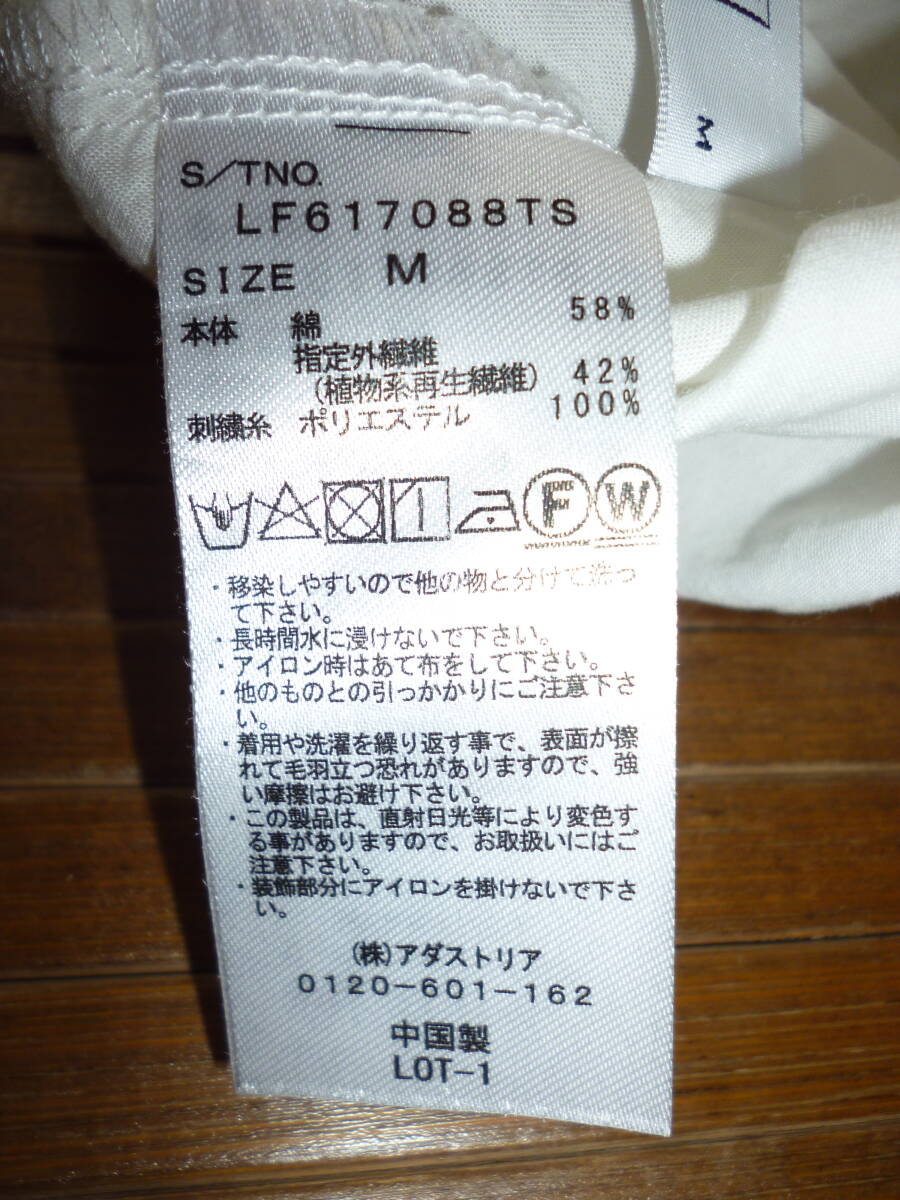 S/TNO.
LF617088TS
SIZE M
本体 綿 58%
指定外繊維
(植物系再生繊維) 42%
刺繍糸 ポリエステル 100%
F W
・移染しやすいので他の物と分けて洗っ
て下さい。
・長時間水に浸けないで下さい。
・アイロン時はあて布をして下さい。
・他のものとの引っかかりにご注意下さ
い。
・着用や洗濯を繰り返す事で、表面が擦
れて毛羽立つ恐れがありますので、強
い摩擦はお避け下さい。
・この製品は、直射日光等により変色す
る事がありますので、お取扱いにはご
注意下さい。
・装飾部分にアイロンを掛けないで下さ
い。
(株)アダストリア
0120-601-162
中国製
LOT-1
M